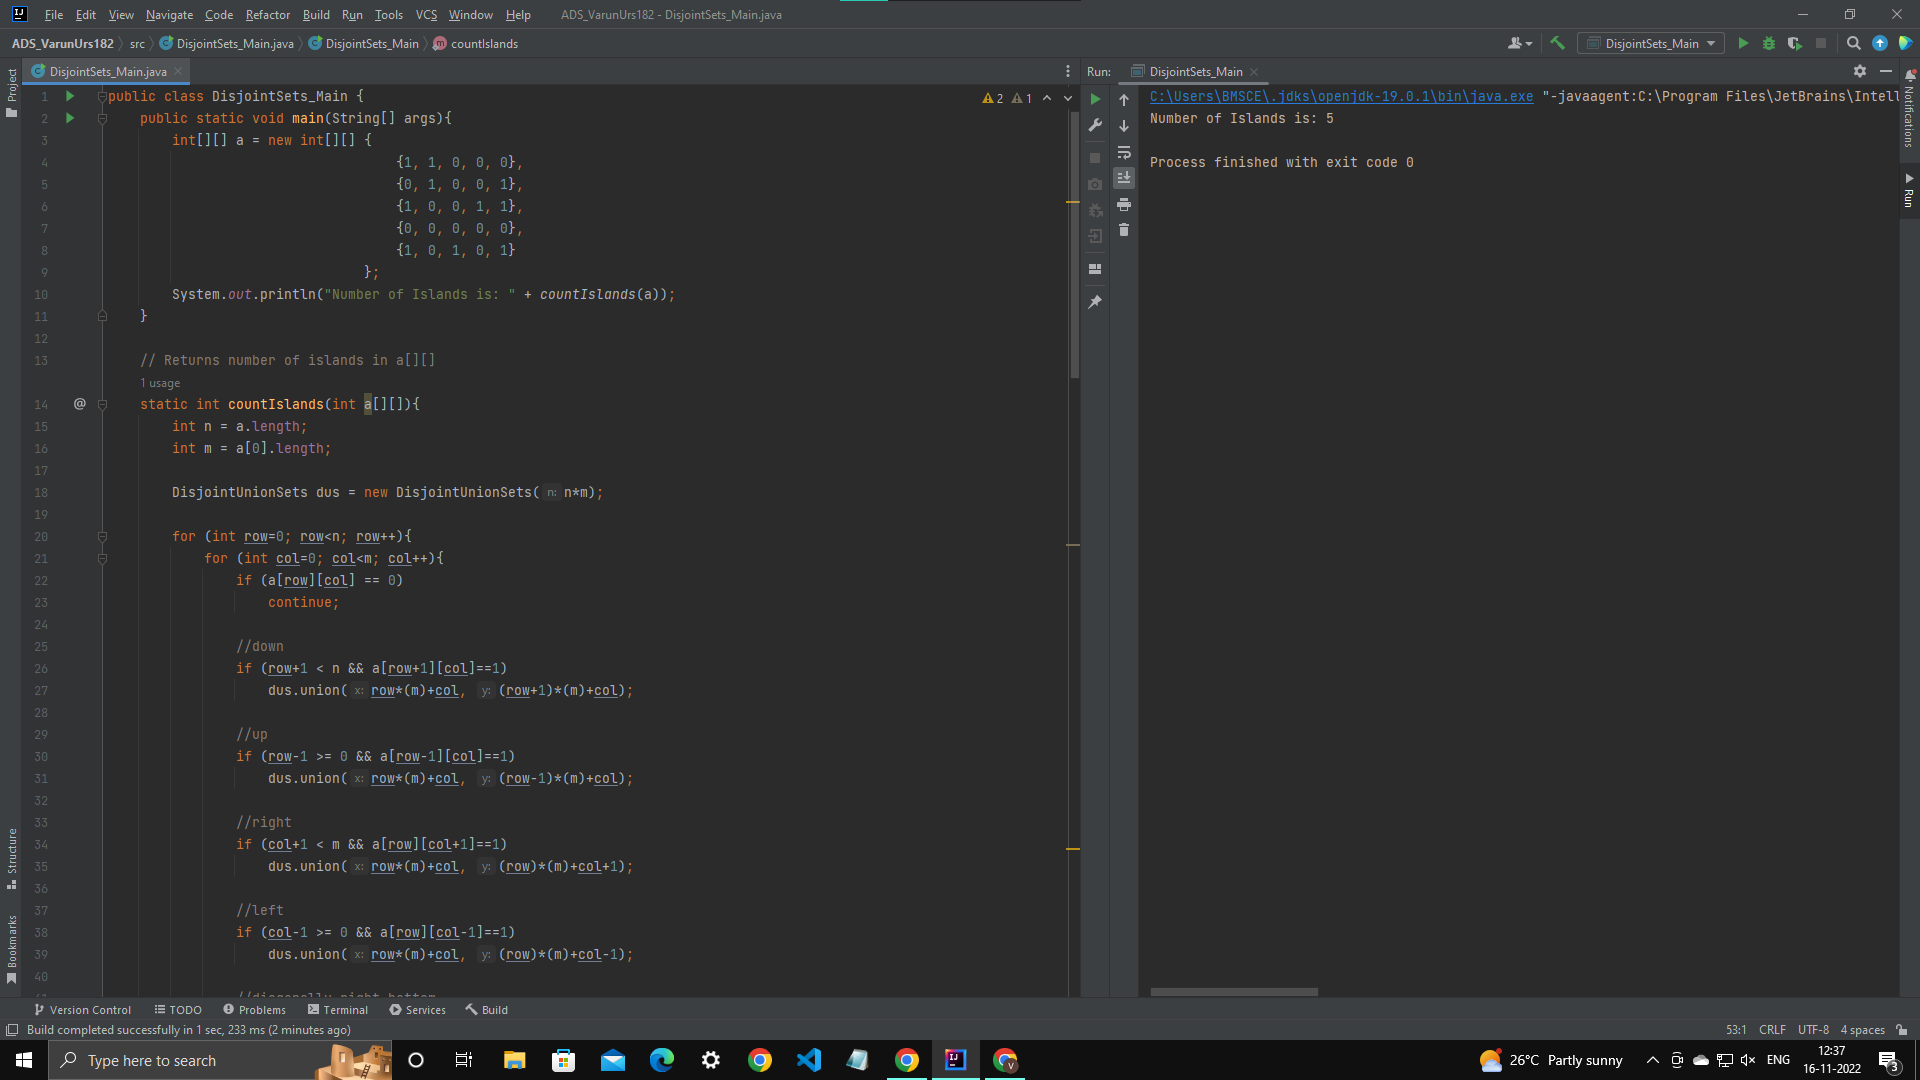 File Edit View Navigate Code Refactor Build Run Tools VCS Window Help ADS_VarunUrs182 - DisjointSets_Main.java
ADS_VarunUrs182 src DisjointSets_Main.java DisjointSets_Main countIslands DisjointSets_Main
Project
DisjointSets_Main.java
Run: DisjointSets_Main
2 1
1 public class DisjointSets_Main {
2 public static void main(String[] args){
3 int[][] a = new int[][] {
4 {1, 1, 0, 0, 0},
5 {0, 1, 0, 0, 1},
6 {1, 0, 0, 1, 1},
7 {0, 0, 0, 0, 0},
8 {1, 0, 1, 0, 1}
9 };
10 System.out.println("Number of Islands is: " + countIslands(a));
11 }
12
13 // Returns number of islands in a[][]
1 usage
14 @ static int countIslands(int a[][]){
15 int n = a.length;
16 int m = a[0].length;
17
18 DisjointUnionSets dus = new DisjointUnionSets( n: n*m);
19
20 for (int row=0; row<n; row++){
21 for (int col=0; col<m; col++){
22 if (a[row][col] == 0)
23 continue;
24
25 //down
26 if (row+1 < n && a[row+1][col]==1)
27 dus.union( x: row*(m)+col, y: (row+1)*(m)+col);
28
29 //up
30 if (row-1 >= 0 && a[row-1][col]==1)
31 dus.union( x: row*(m)+col, y: (row-1)*(m)+col);
32
33 //right
34 if (col+1 < m && a[row][col+1]==1)
35 dus.union( x: row*(m)+col, y: (row)*(m)+col+1);
36
37 //left
38 if (col-1 >= 0 && a[row][col-1]==1)
39 dus.union( x: row*(m)+col, y: (row)*(m)+col-1);
40
C:\Users\BMSCE\.jdks\openjdk-19.0.1\bin\java.exe "-javaagent:C:\Program Files\JetBrains\Intell
Number of Islands is: 5
Process finished with exit code 0
Notifications
Run
Structure
Bookmarks
Version Control TODO Problems Terminal Services Build
Build completed successfully in 1 sec, 233 ms (2 minutes ago) 53:1 CRLF UTF-8 4 spaces
Type here to search 26°C Partly sunny ENG 12:37
16-11-2022 3